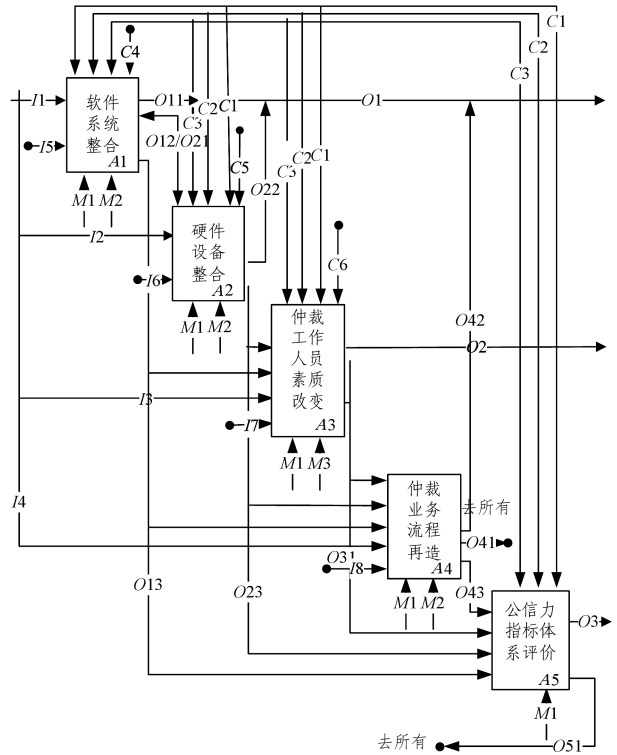 C1
C2
C3
C4
I1
软件
系统
整合
A1
O11
C3
C2
C1
O1
I5
O12/O21
M1
M2
C5
O22
C3
C2
C1
I2
硬件
设备
整合
A2
I6
C6
M1
M2
仲裁
工作
人员
素质
改变
A3
O42
O2
I3
I7
M1
M3
I4
仲裁
业务
流程
再造
A4
去所有
O41
O31
I8
O13
O23
O43
M1
M2
公信力
指标体
系评价
A5
O3
M1
去所有
O51